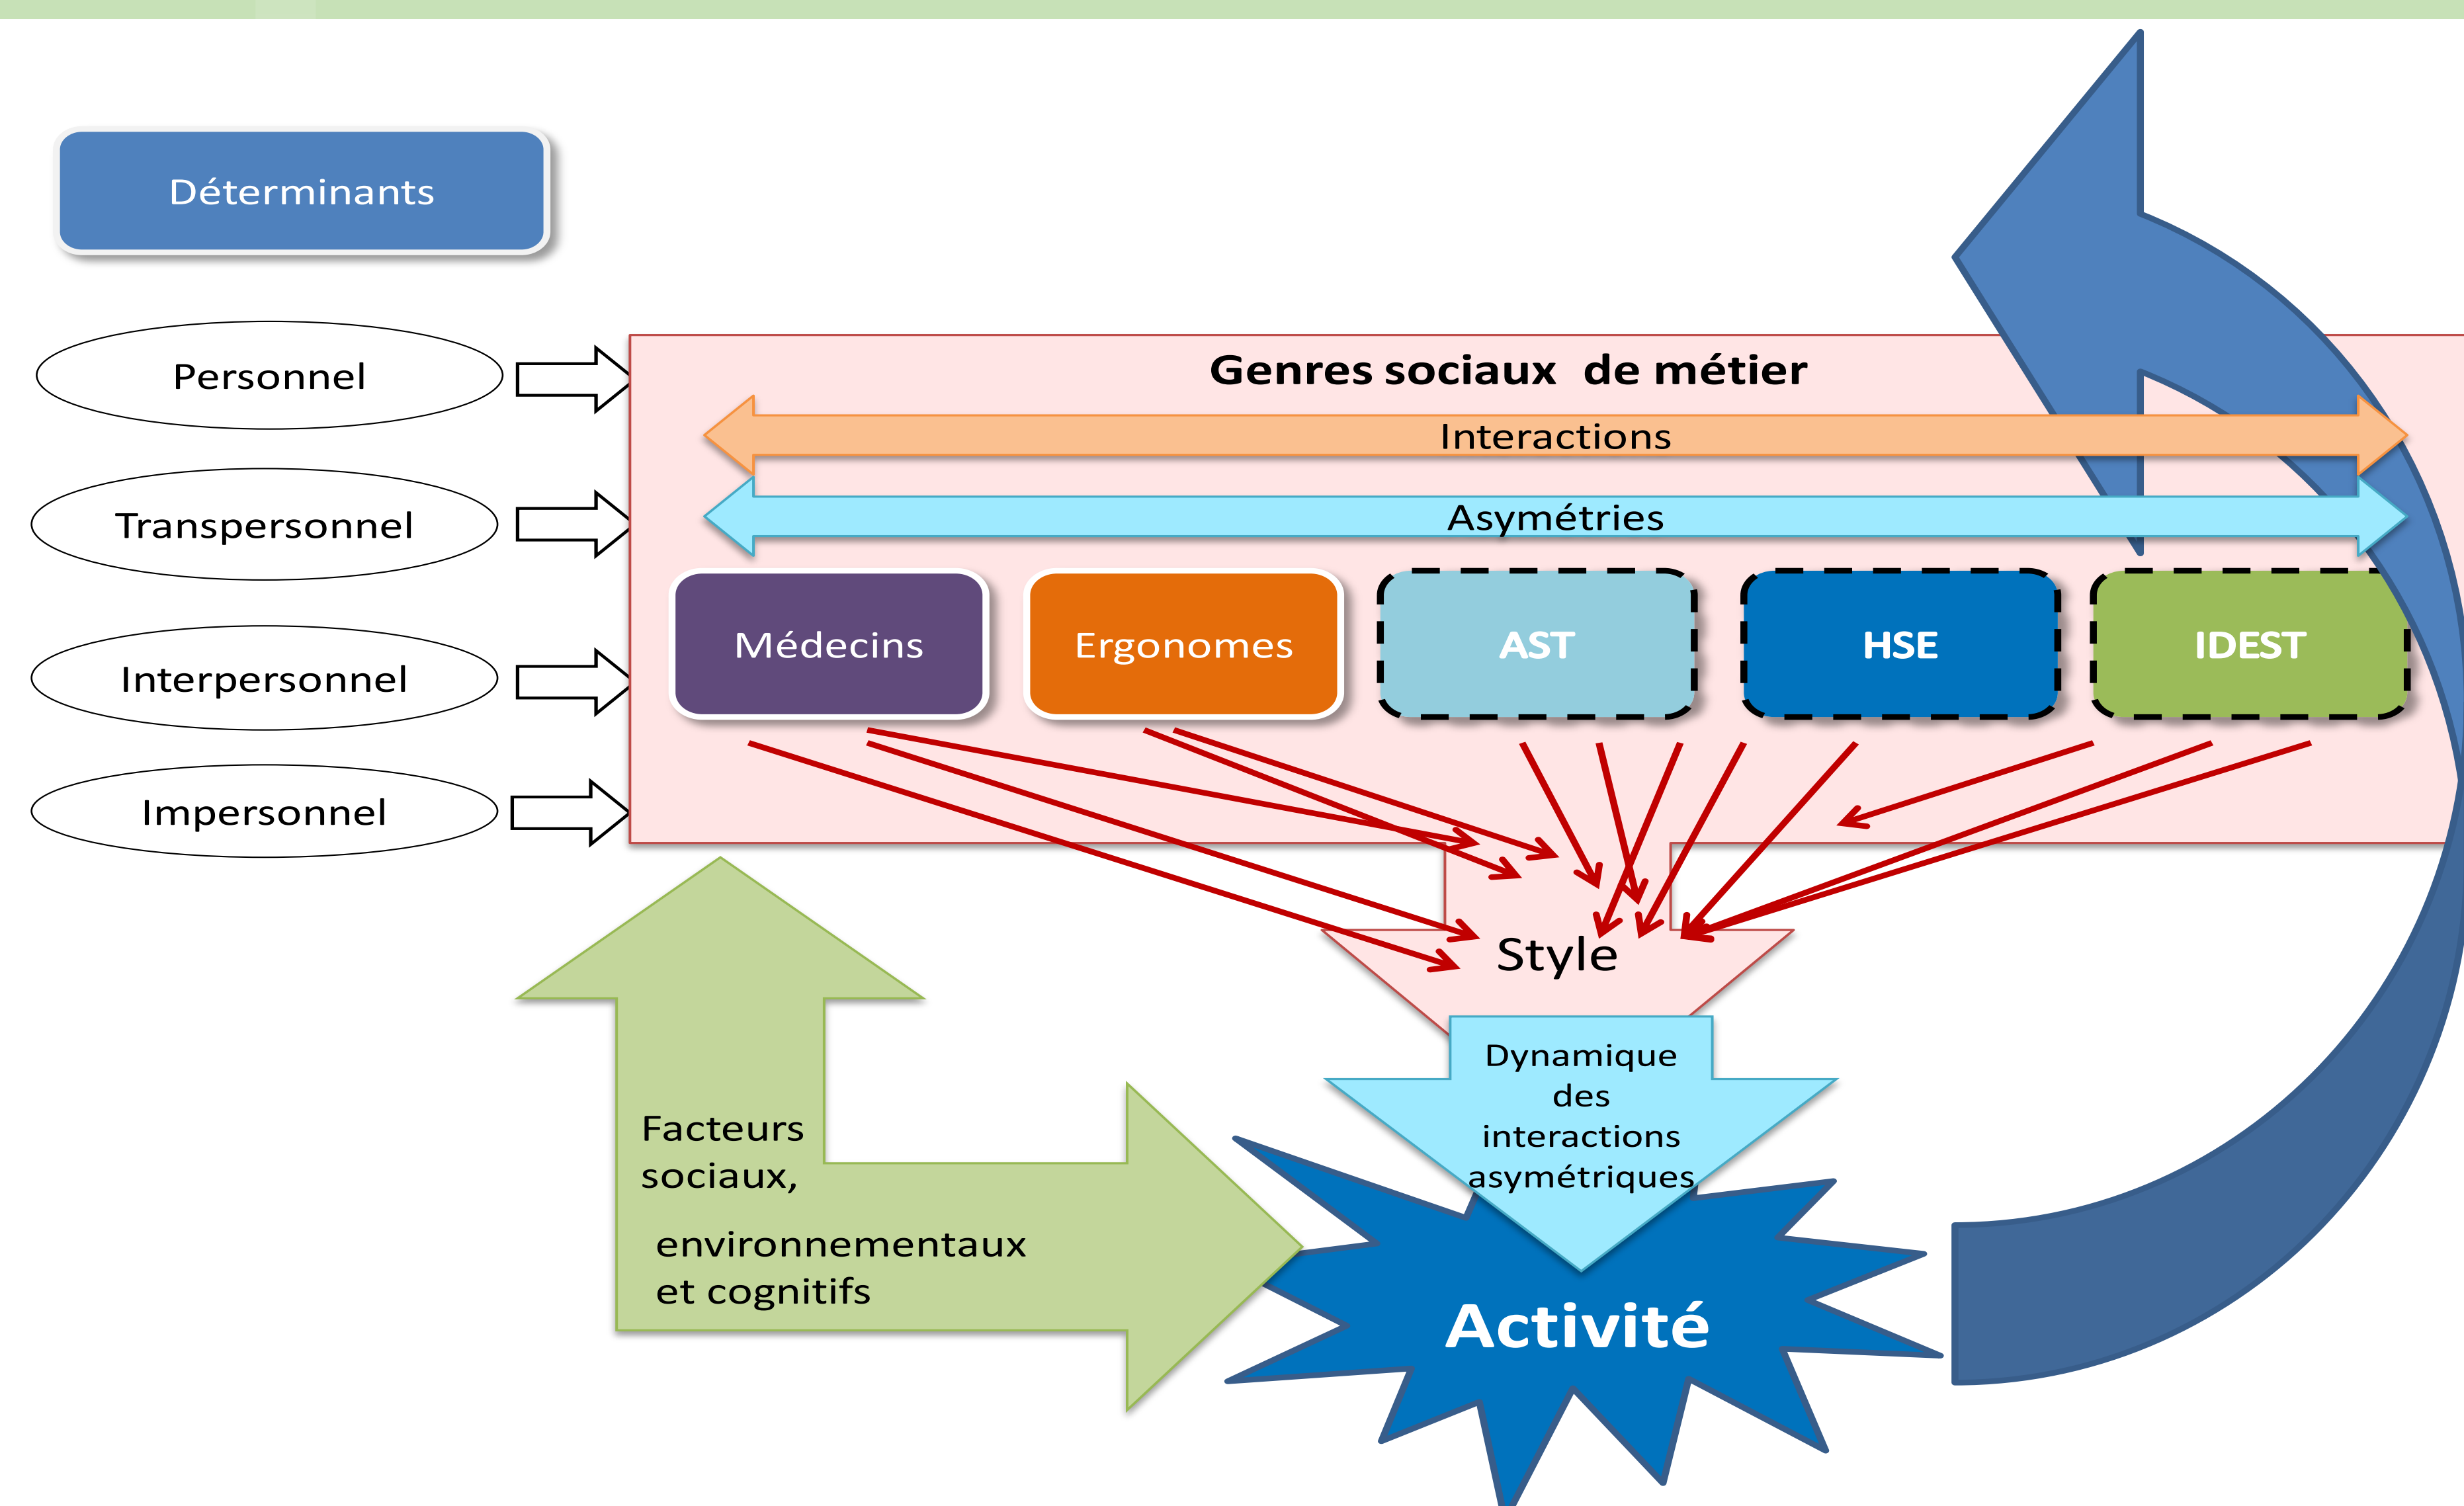 Déterminants
Personnel
Transpersonnel
Interpersonnel
Impersonnel
Genres sociaux  de métier
Interactions
Asymétries
Médecins
Ergonomes
AST
HSE
IDEST
Style
Dynamique
des
interactions
asymétriques
Facteurs
sociaux,
environnementaux
et cognitifs
Activité